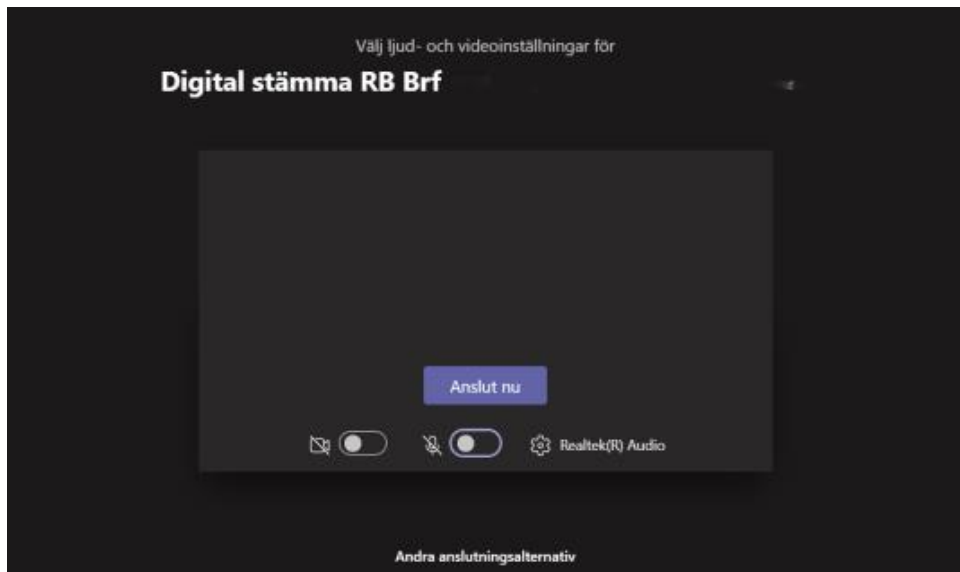 Välj ljud- och videoinställningar för
Digital stämma RB Brf
Anslut nu
Realtek(R) Audio
Andra anslutningsalternativ